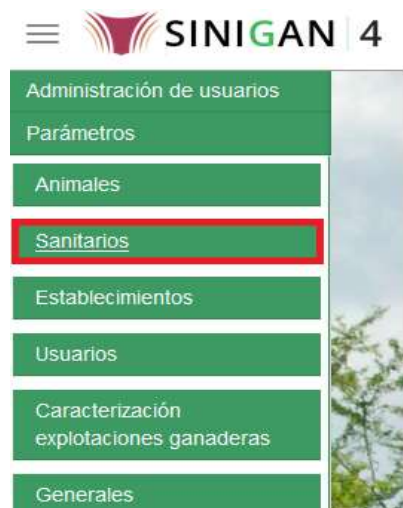 SINIGAN 4
Administración de usuarios
Parámetros
Animales
Sanitarios
Establecimientos
Usuarios
Caracterización
explotaciones ganaderas
Generales